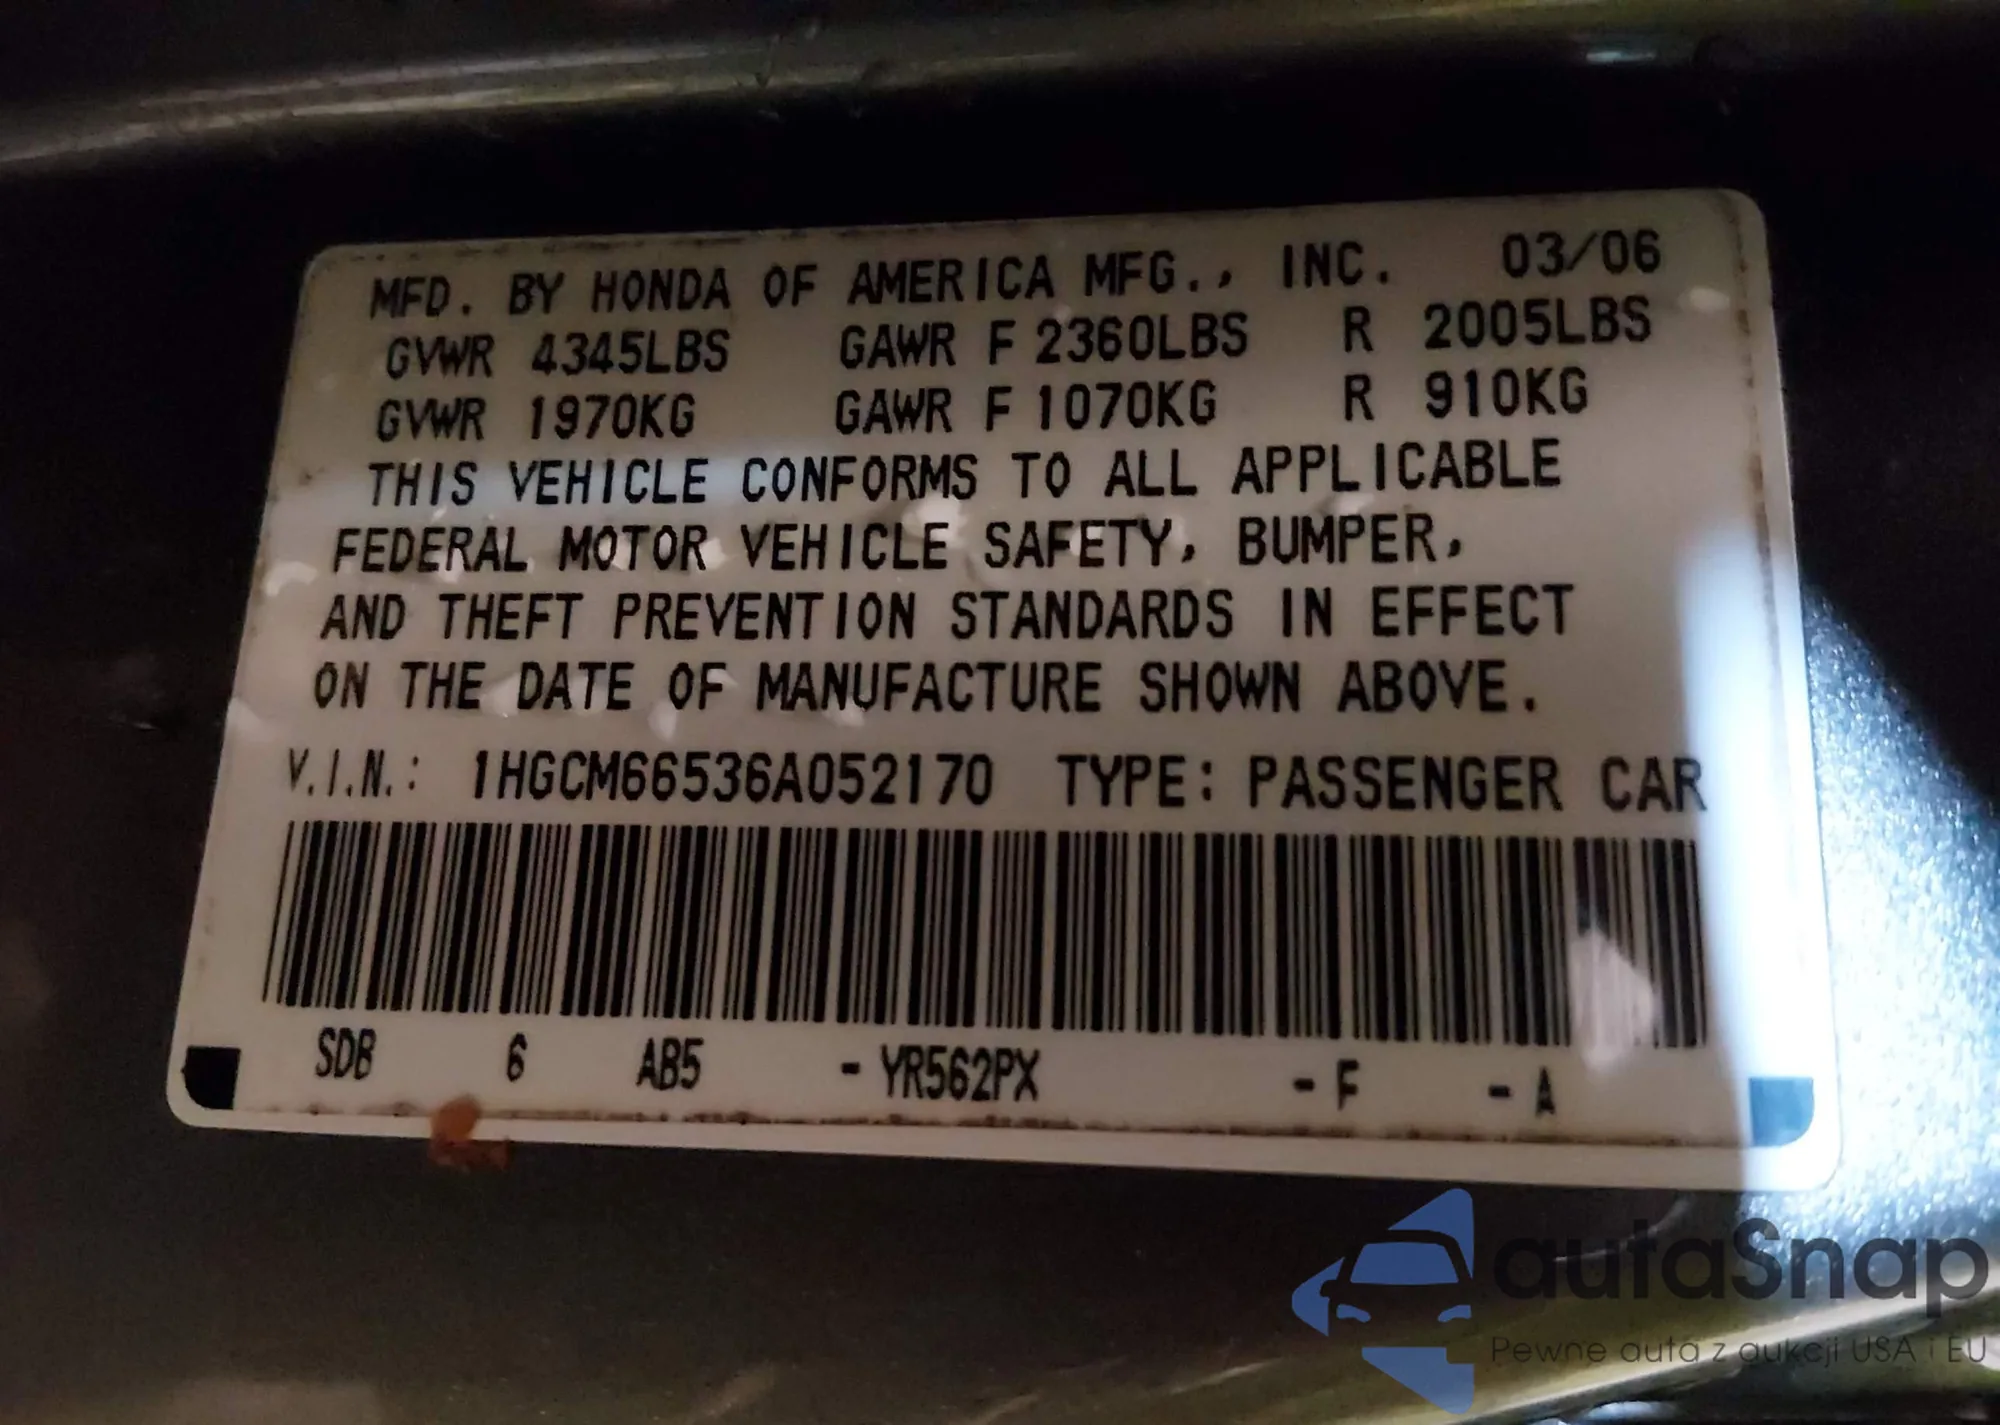 MFD. BY HONDA OF AMERICA MFG., INC. 03/06
GVWR 4345LBS GAWR F 2360LBS R 2005LBS
GVWR 1970KG GAWR F 1070KG R 910KG
THIS VEHICLE CONFORMS TO ALL APPLICABLE
FEDERAL MOTOR VEHICLE SAFETY, BUMPER,
AND THEFT PREVENTION STANDARDS IN EFFECT
ON THE DATE OF MANUFACTURE SHOWN ABOVE.
V.I.N.: 1HGCM66536A052170 TYPE: PASSENGER CAR
SDB 6 AB5 - YR562PX - F - A
autaSnap
Pewne auta z aukcji USA i EU